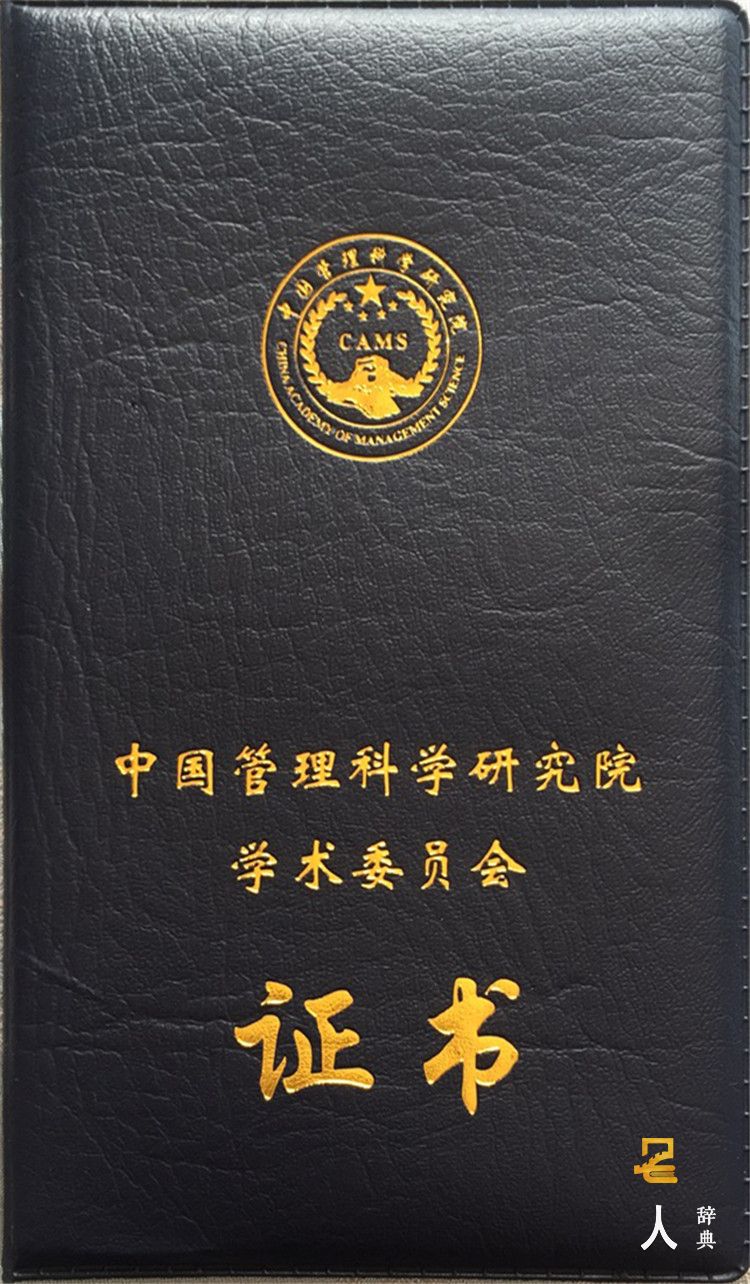 中国管理科学研究院
CAMS
CHINA ACADEMY OF MANAGEMENT SCIENCE
中国管理科学研究院
学术委员会
证书
人
辞典